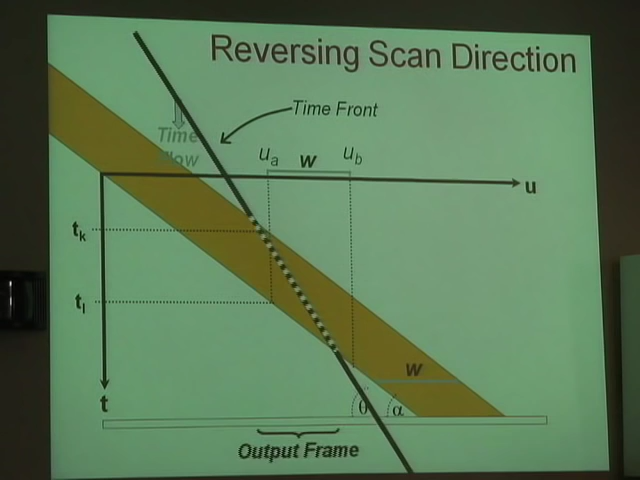 Reversing Scan Direction
Time Front
Time
flow
u_a w u_b
u
t_k
t_l
w
t
θ α
Output Frame